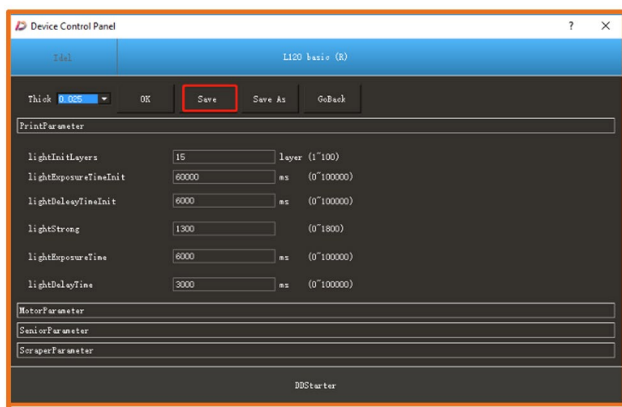 Device Control Panel ? ×
Idel L120 basic (R)
Thick 0.025 OK Save Save As GoBack
PrintParameter
lightInitLayers 15 layer (1~100)
lightExposureTimeInit 60000 ms (0~100000)
lightDeleayTimeInit 6000 ms (0~100000)
lightStrong 1300 (0~1800)
lightExposureTime 6000 ms (0~100000)
lightDelayTime 3000 ms (0~100000)
MotorParameter
SeniorParameter
ScraperParameter
DDStarter